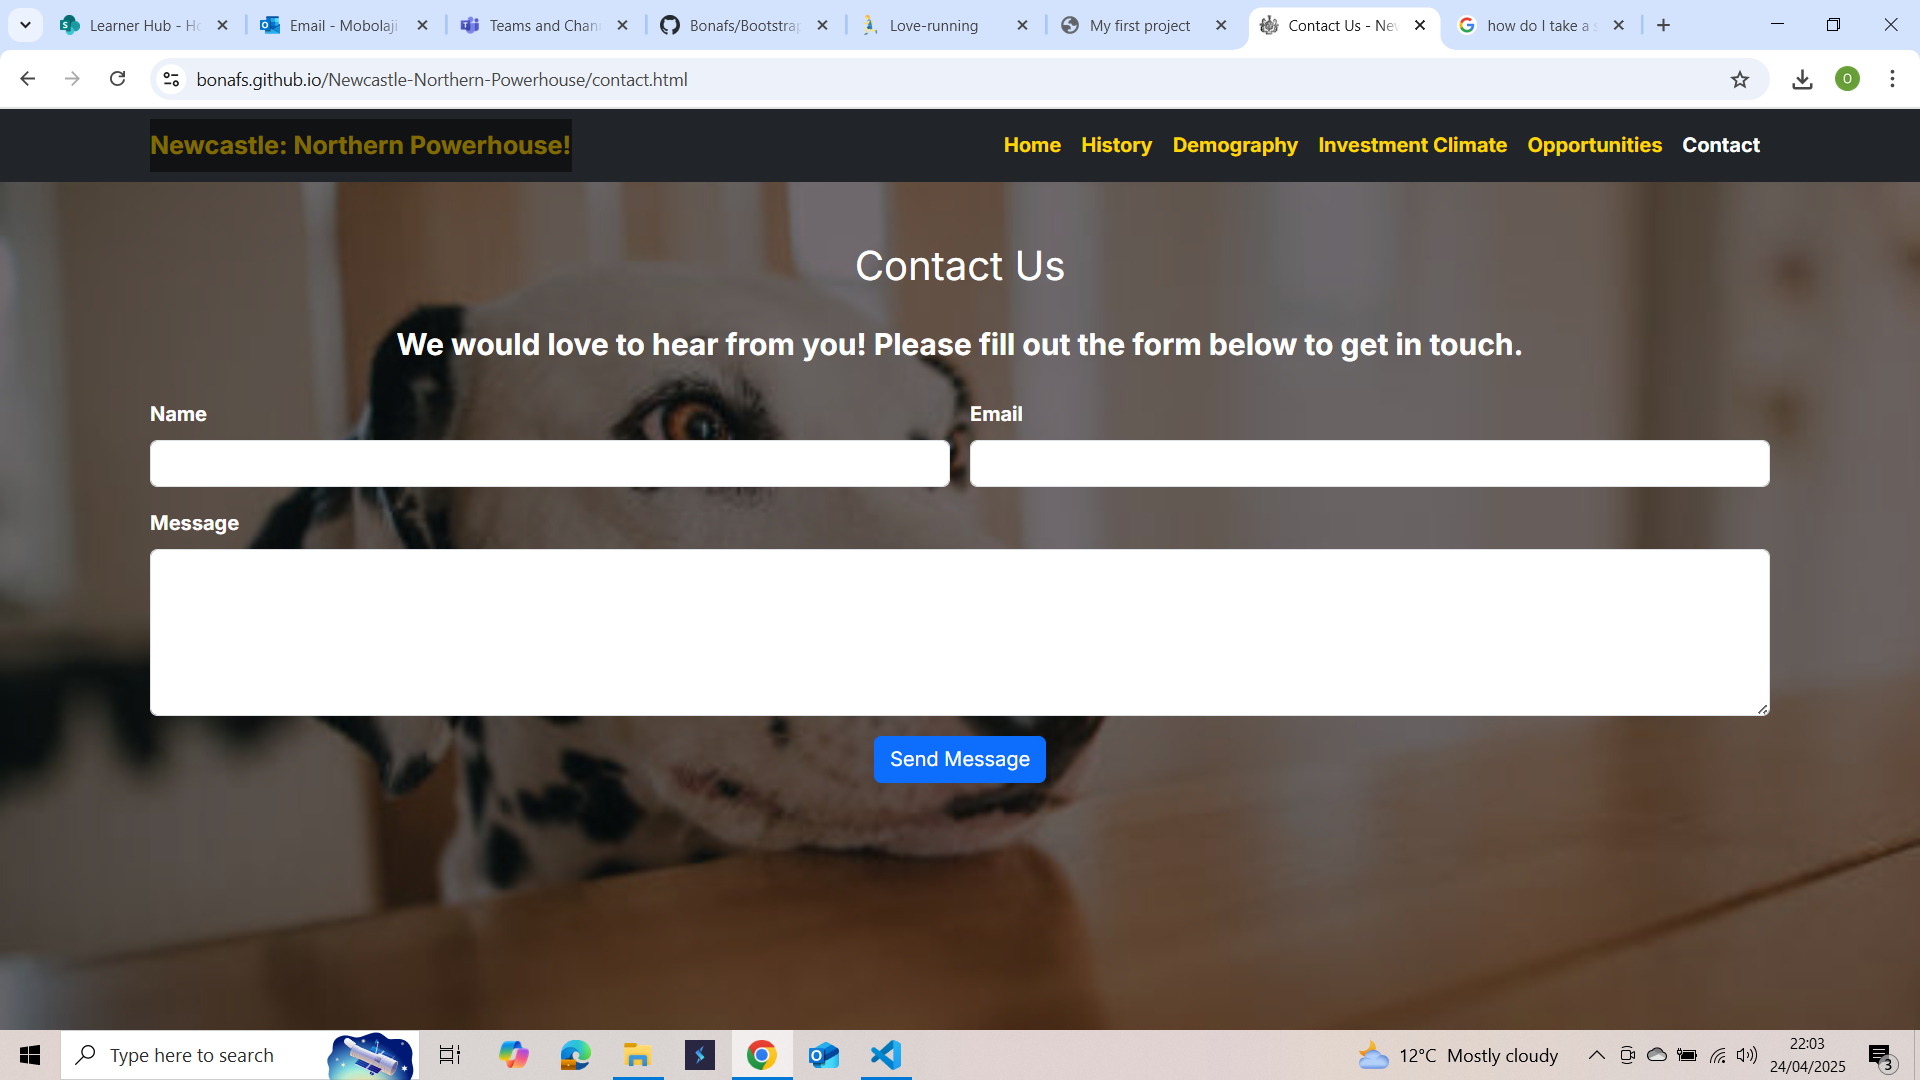 Learner Hub - Ho
Email - Mobolaji
Teams and Chann
Bonafs/Bootstrap
Love-running
My first project
Contact Us - New
how do I take a s
bonafs.github.io/Newcastle-Northern-Powerhouse/contact.html
O
Newcastle: Northern Powerhouse!
Home
History
Demography
Investment Climate
Opportunities
Contact
Contact Us
We would love to hear from you! Please fill out the form below to get in touch.
Name
Email
Message
Send Message
Type here to search
12°C Mostly cloudy
22:03
24/04/2025
3